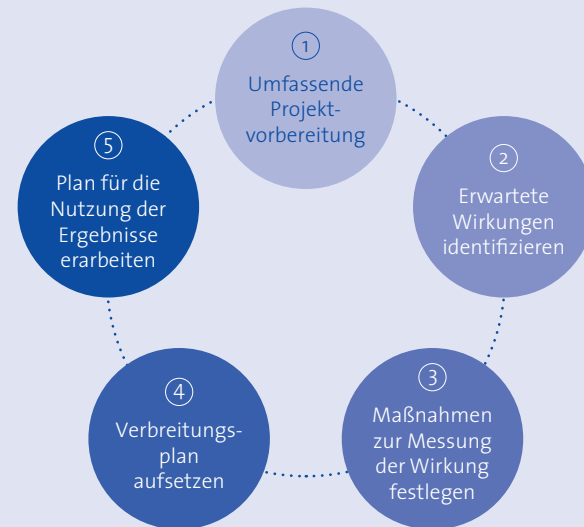 1
Umfassende
Projekt-
vorbereitung
2
Erwartete
Wirkungen
identifizieren
3
Maßnahmen
zur Messung
der Wirkung
festlegen
4
Verbreitungs-
plan
aufsetzen
5
Plan für die
Nutzung der
Ergebnisse
erarbeiten